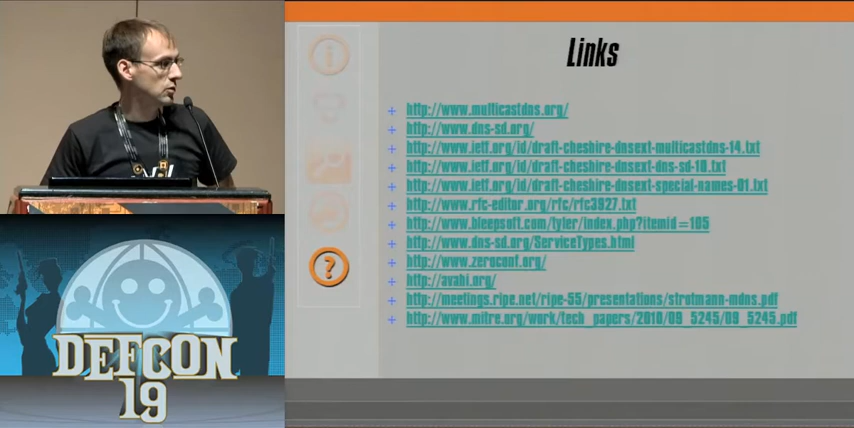 Links
+ http://www.multicastdns.org/
+ http://www.dns-sd.org/
+ http://www.ietf.org/id/draft-cheshire-dnsext-multicastdns-14.txt
+ http://www.ietf.org/id/draft-cheshire-dnsext-dns-sd-10.txt
+ http://www.ietf.org/id/draft-cheshire-dnsext-special-names-01.txt
+ http://www.rfc-editor.org/rfc/rfc3927.txt
+ http://www.bleepsoft.com/tyler/index.php?itemid=105
+ http://www.dns-sd.org/ServiceTypes.html
+ http://www.zeroconf.org/
+ http://avahi.org/
+ http://meetings.ripe.net/ripe-55/presentations/strotmann-mdns.pdf
+ http://www.mitre.org/work/tech_papers/2010/09_5245/09_5245.pdf
?
DEFCON
19